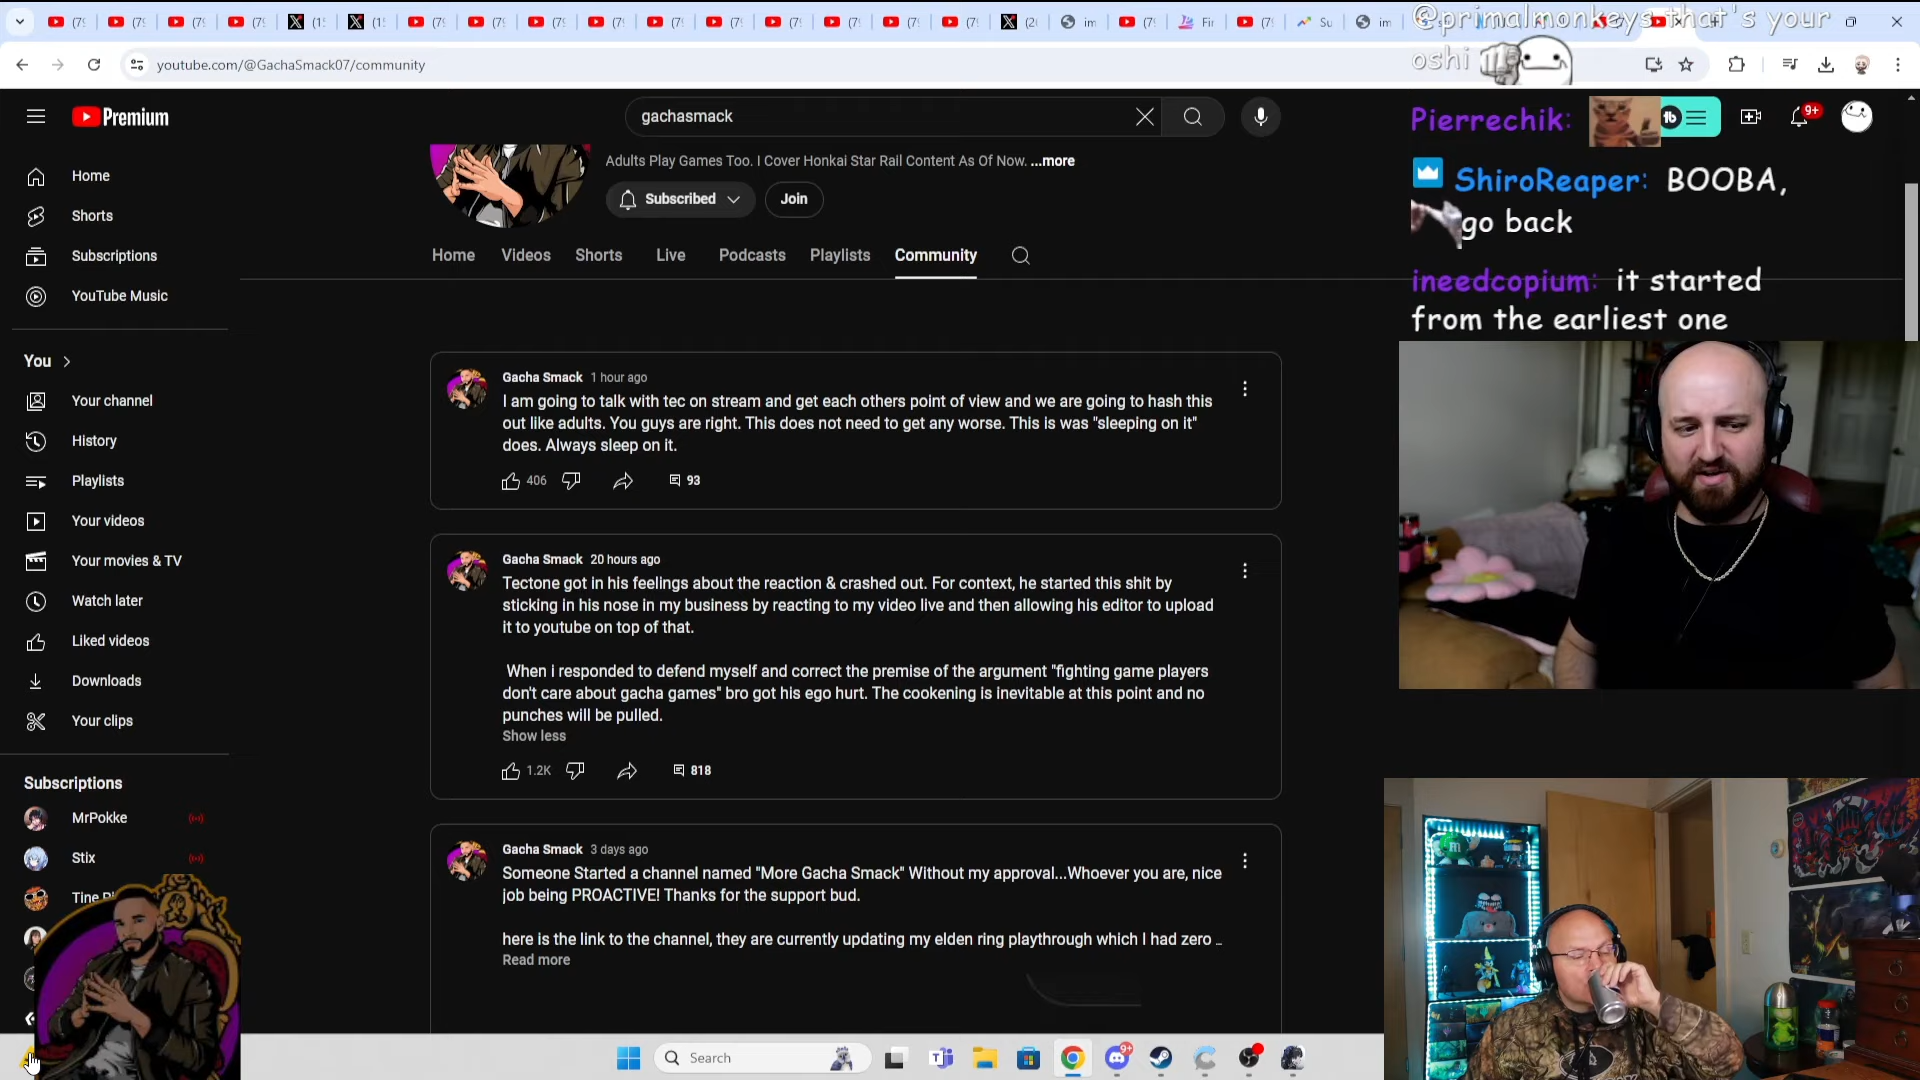 @primalmonkeys that's your
oshi
youtube.com/@GachaSmack07/community
Premium
gachasmack
9+
Pierrechik:
Home
Shorts
Subscriptions
YouTube Music
You
Your channel
History
Playlists
Your videos
Your movies & TV
Watch later
Liked videos
Downloads
Your clips
Subscriptions
MrPokke
Stix
Adults Play Games Too. I Cover Honkai Star Rail Content As Of Now. ...more
Subscribed
Join
Home Videos Shorts Live Podcasts Playlists Community
ShiroReaper: BOOBA,
go back
ineedcopium: it started
from the earliest one
Gacha Smack 1 hour ago
I am going to talk with tec on stream and get each others point of view and we are going to hash this
out like adults. You guys are right. This does not need to get any worse. This is was "sleeping on it"
does. Always sleep on it.
406
93
Gacha Smack 20 hours ago
Tectone got in his feelings about the reaction & crashed out. For context, he started this shit by
sticking in his nose in my business by reacting to my video live and then allowing his editor to upload
it to youtube on top of that.
When i responded to defend myself and correct the premise of the argument "fighting game players
don't care about gacha games" bro got his ego hurt. The cookening is inevitable at this point and no
punches will be pulled.
Show less
1.2K
818
Gacha Smack 3 days ago
Someone Started a channel named "More Gacha Smack" Without my approval...Whoever you are, nice
job being PROACTIVE! Thanks for the support bud.
here is the link to the channel, they are currently updating my elden ring playthrough which I had zero ...
Read more
Search
9+